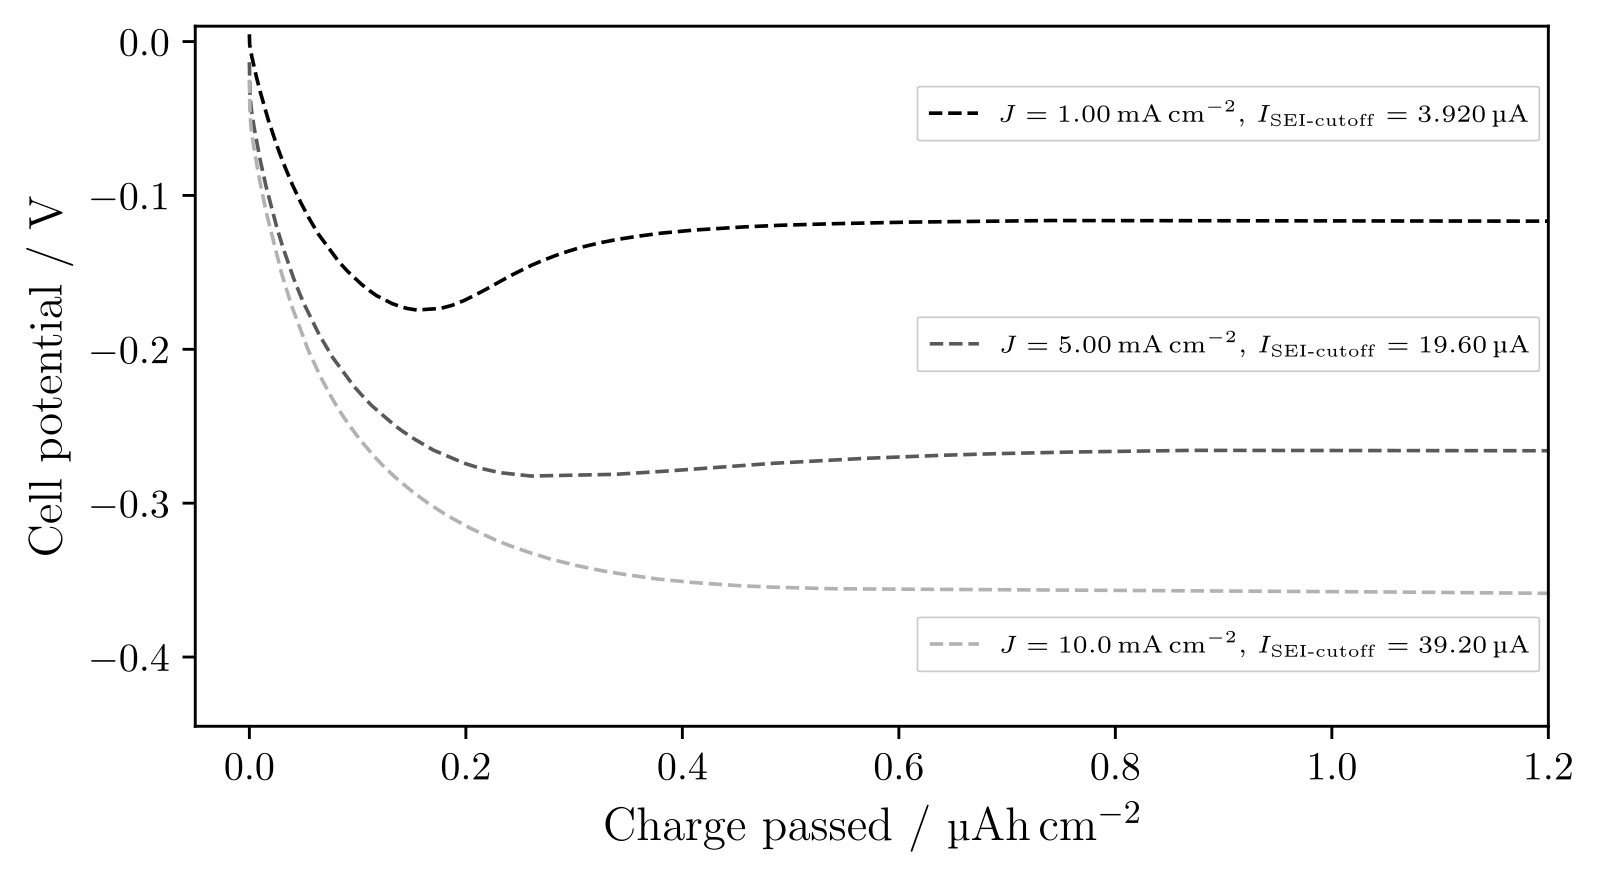 Cell potential / V
0.0
−0.1
−0.2
−0.3
−0.4
J = 1.00 mA cm⁻², I_SEI-cutoff = 3.920 µA
J = 5.00 mA cm⁻², I_SEI-cutoff = 19.60 µA
J = 10.0 mA cm⁻², I_SEI-cutoff = 39.20 µA
0.0 0.2 0.4 0.6 0.8 1.0 1.2
Charge passed / µAh cm⁻²